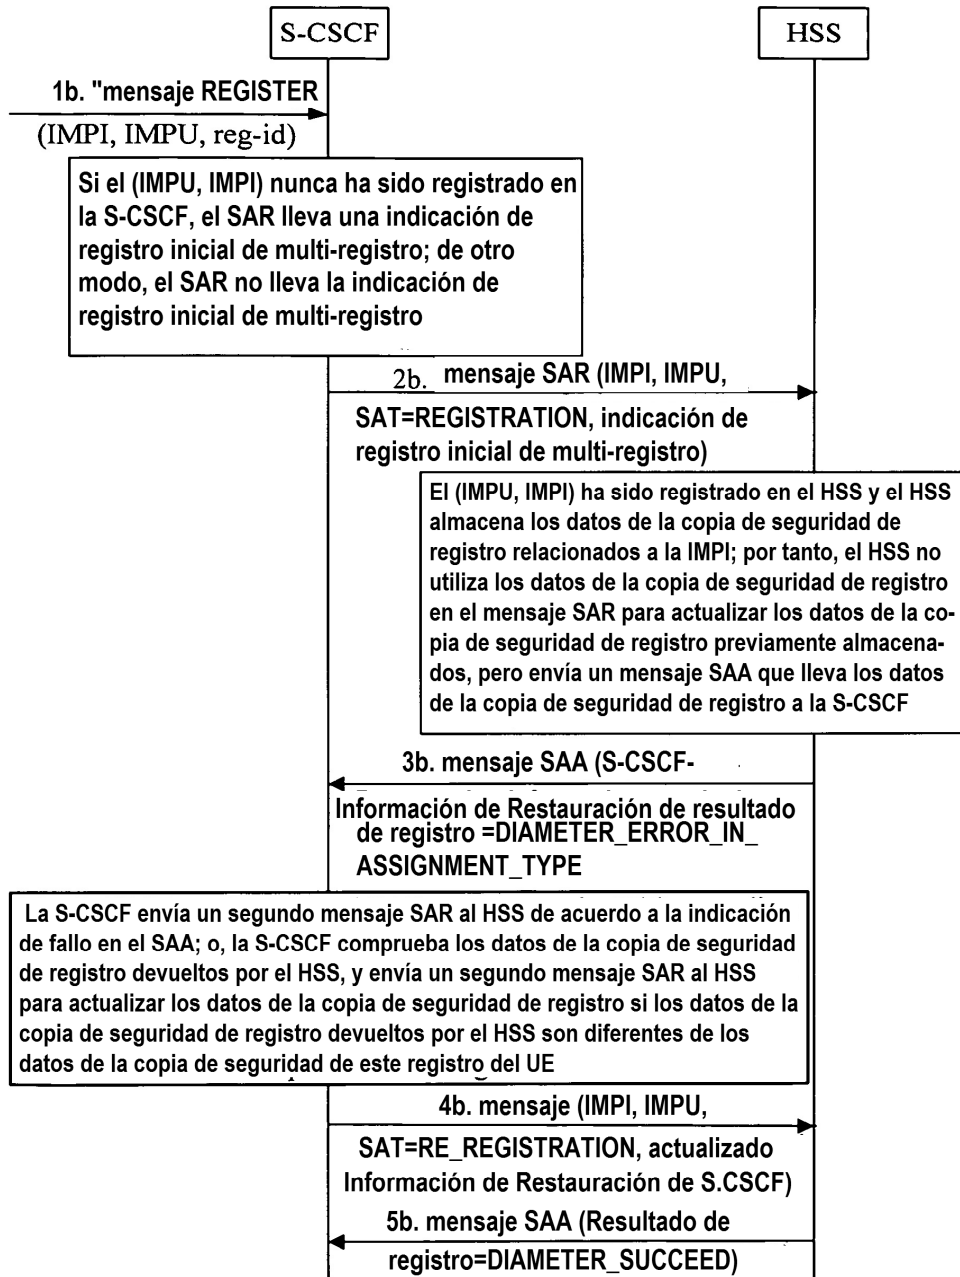 S-CSCF
HSS
1b. "mensaje REGISTER
(IMPI, IMPU, reg-id)
Si el (IMPU, IMPI) nunca ha sido registrado en
la S-CSCF, el SAR lleva una indicación de
registro inicial de multi-registro; de otro
modo, el SAR no lleva la indicación de
registro inicial de multi-registro
2b. mensaje SAR (IMPI, IMPU,
SAT=REGISTRATION, indicación de
registro inicial de multi-registro)
El (IMPU, IMPI) ha sido registrado en el HSS y el HSS
almacena los datos de la copia de seguridad de
registro relacionados a la IMPI; por tanto, el HSS no
utiliza los datos de la copia de seguridad de registro
en el mensaje SAR para actualizar los datos de la co-
pia de seguridad de registro previamente almacena-
dos, pero envía un mensaje SAA que lleva los datos
de la copia de seguridad de registro a la S-CSCF
3b. mensaje SAA (S-CSCF-
Información de Restauración de resultado
de registro =DIAMETER_ERROR_IN_
ASSIGNMENT_TYPE
La S-CSCF envía un segundo mensaje SAR al HSS de acuerdo a la indicación
de fallo en el SAA; o, la S-CSCF comprueba los datos de la copia de seguridad
de registro devueltos por el HSS, y envía un segundo mensaje SAR al HSS
para actualizar los datos de la copia de seguridad de registro si los datos de la
copia de seguridad de registro devueltos por el HSS son diferentes de los
datos de la copia de seguridad de este registro del UE
4b. mensaje (IMPI, IMPU,
SAT=RE_REGISTRATION, actualizado
Información de Restauración de S.CSCF)
5b. mensaje SAA (Resultado de
registro=DIAMETER_SUCCEED)